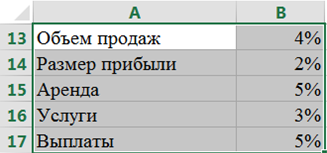 A B
13 Объем продаж 4%
14 Размер прибыли 2%
15 Аренда 5%
16 Услуги 3%
17 Выплаты 5%